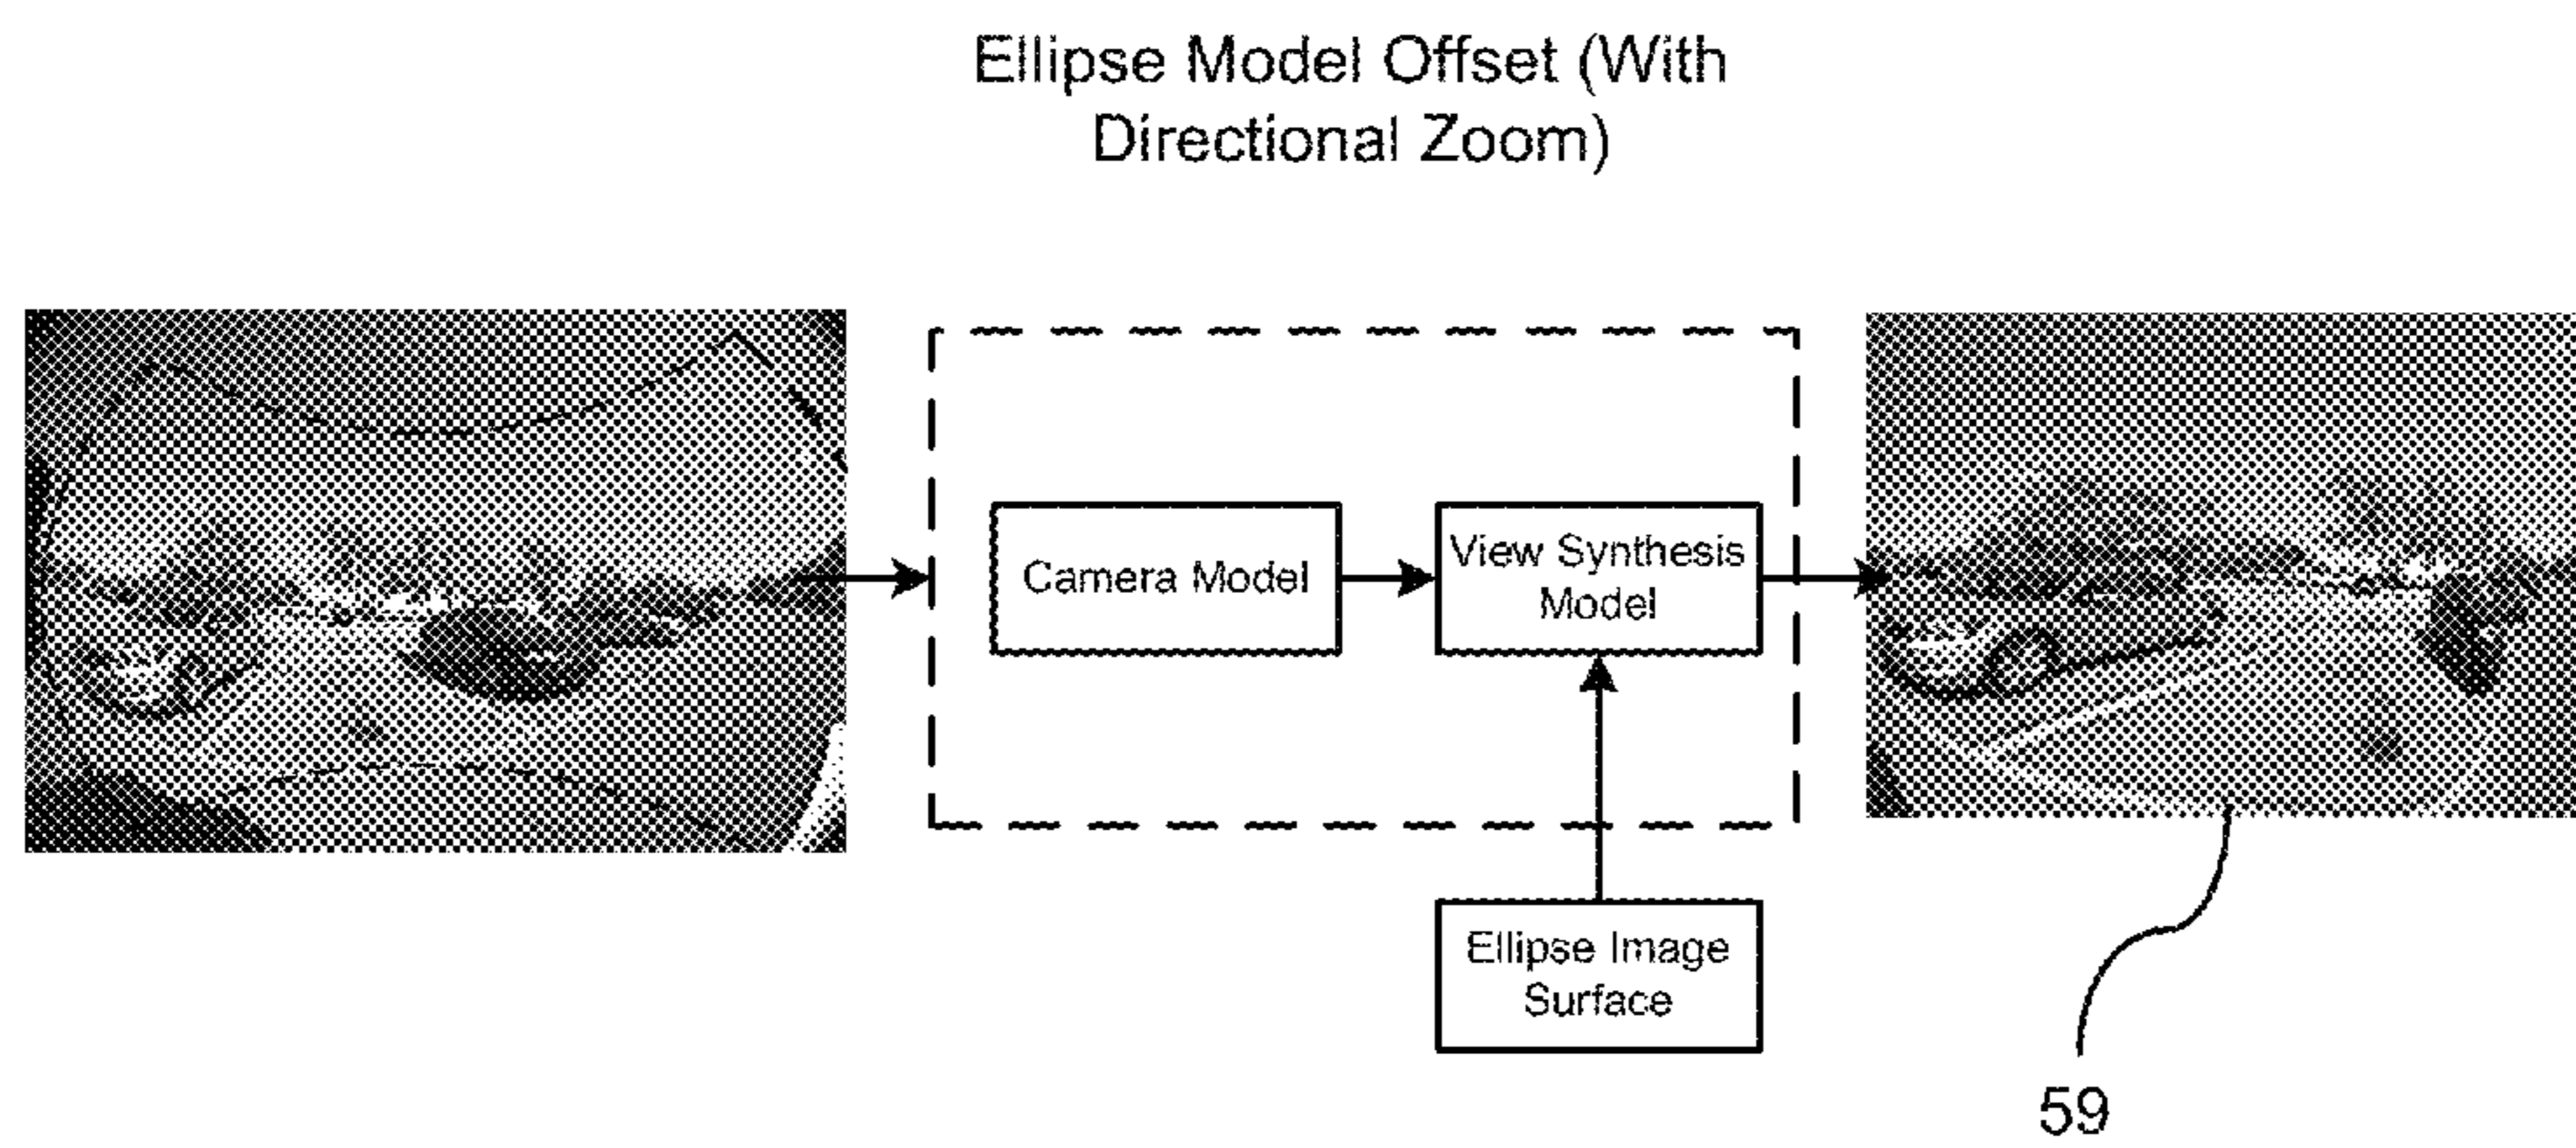 Ellipse Model Offset (With
Directional Zoom)
Camera Model
View Synthesis
Model
Ellipse Image
Surface
59